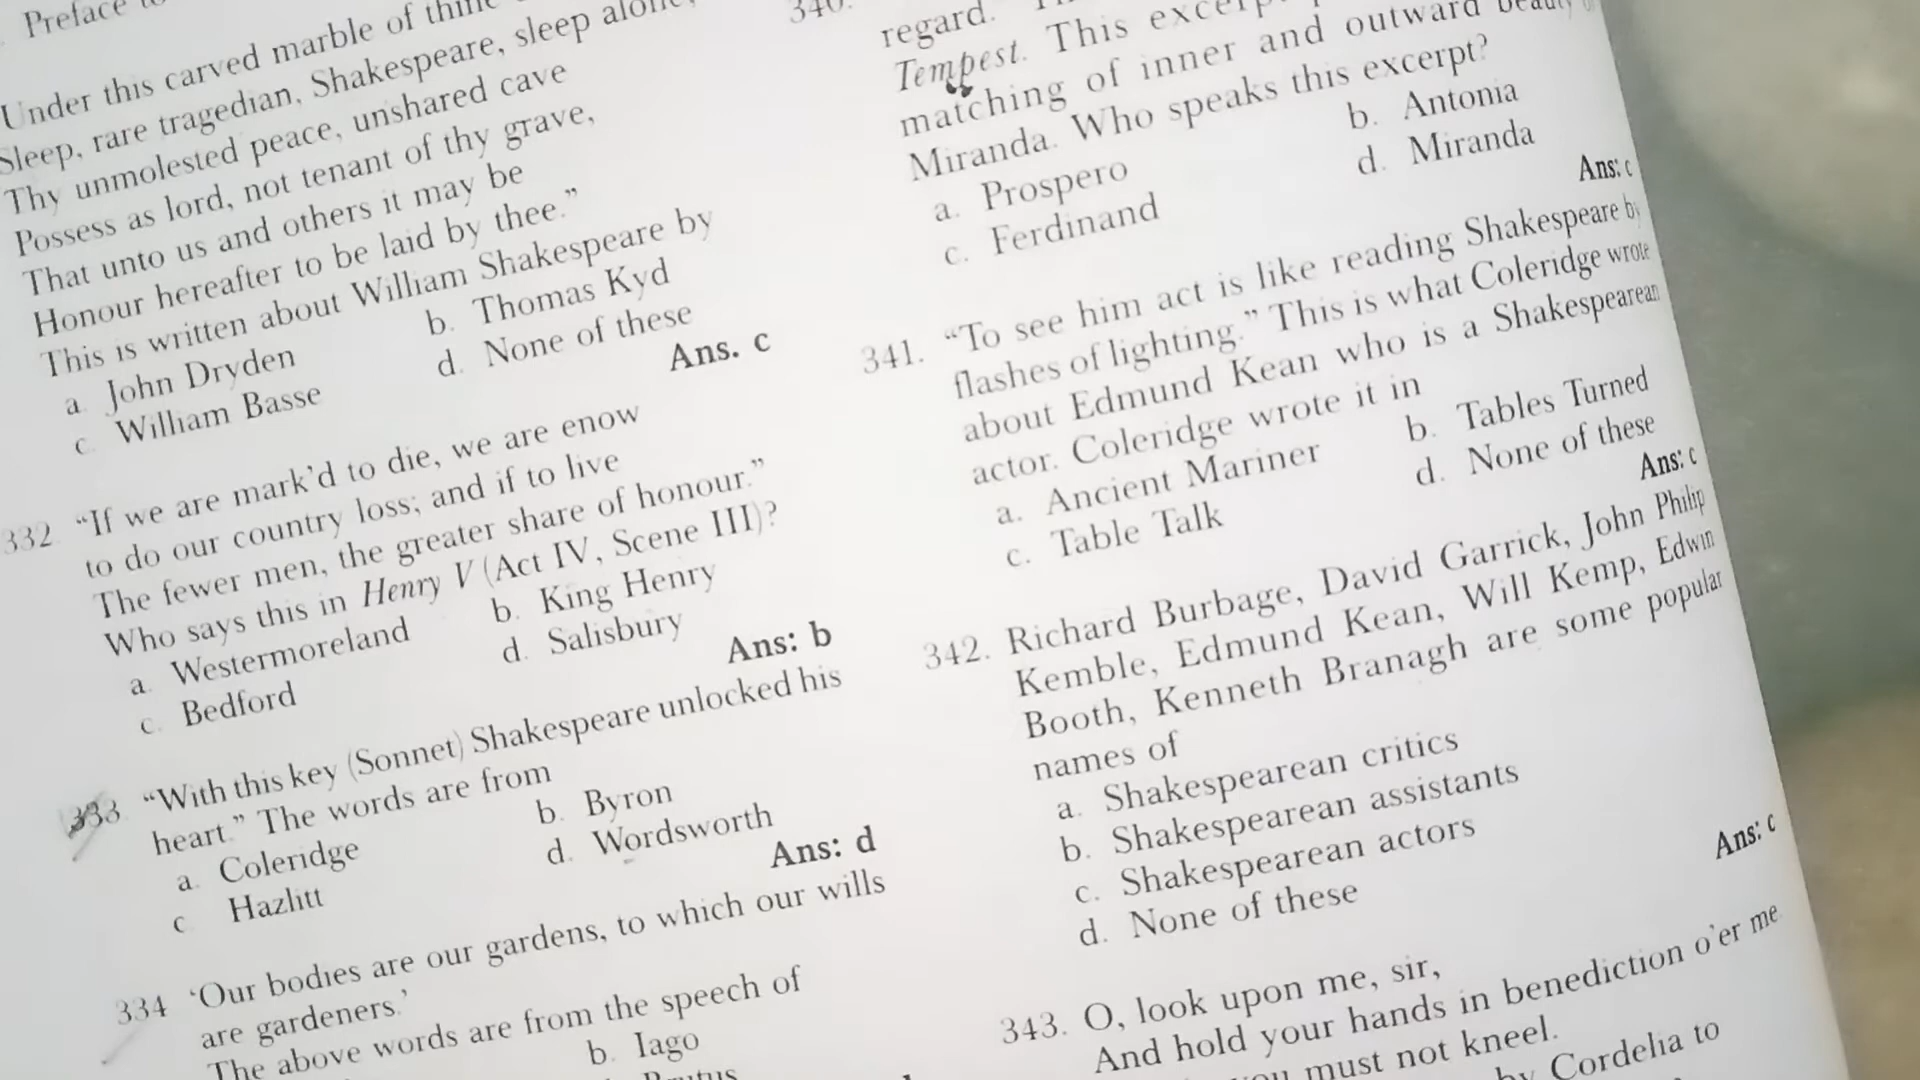 Preface to
Under this carved marble of thine
Sleep, rare tragedian, Shakespeare, sleep alone,
Thy unmolested peace, unshared cave
Possess as lord, not tenant of thy grave,
That unto us and others it may be
Honour hereafter to be laid by thee.”
This is written about William Shakespeare by
a. John Dryden
b. Thomas Kyd
c. William Basse
d. None of these
Ans. c
332. “If we are mark’d to die, we are enow
to do our country loss; and if to live
The fewer men, the greater share of honour.”
Who says this in Henry V (Act IV, Scene III)?
a. Westermoreland
b. King Henry
c. Bedford
d. Salisbury
Ans: b
333. “With this key (Sonnet) Shakespeare unlocked his
heart.” The words are from
a. Coleridge
b. Byron
c Hazlitt
d. Wordsworth
Ans: d
334 ‘Our bodies are our gardens, to which our wills
are gardeners.’
The above words are from the speech of
b. Iago
Brutus
340.
regard.
Tempest. This excerpt
matching of inner and outward beauty of
Miranda. Who speaks this excerpt?
a. Prospero
b. Antonia
c. Ferdinand
d. Miranda
Ans: c
341. “To see him act is like reading Shakespeare by
flashes of lighting.” This is what Coleridge wrote
about Edmund Kean who is a Shakespearean
actor. Coleridge wrote it in
a. Ancient Mariner
b. Tables Turned
c. Table Talk
d. None of these
Ans: c
342. Richard Burbage, David Garrick, John Philip
Kemble, Edmund Kean, Will Kemp, Edwin
Booth, Kenneth Branagh are some popular
names of
a. Shakespearean critics
b. Shakespearean assistants
c. Shakespearean actors
d. None of these
Ans: c
343. O, look upon me, sir,
And hold your hands in benediction o’er me
you must not kneel.
by Cordelia to